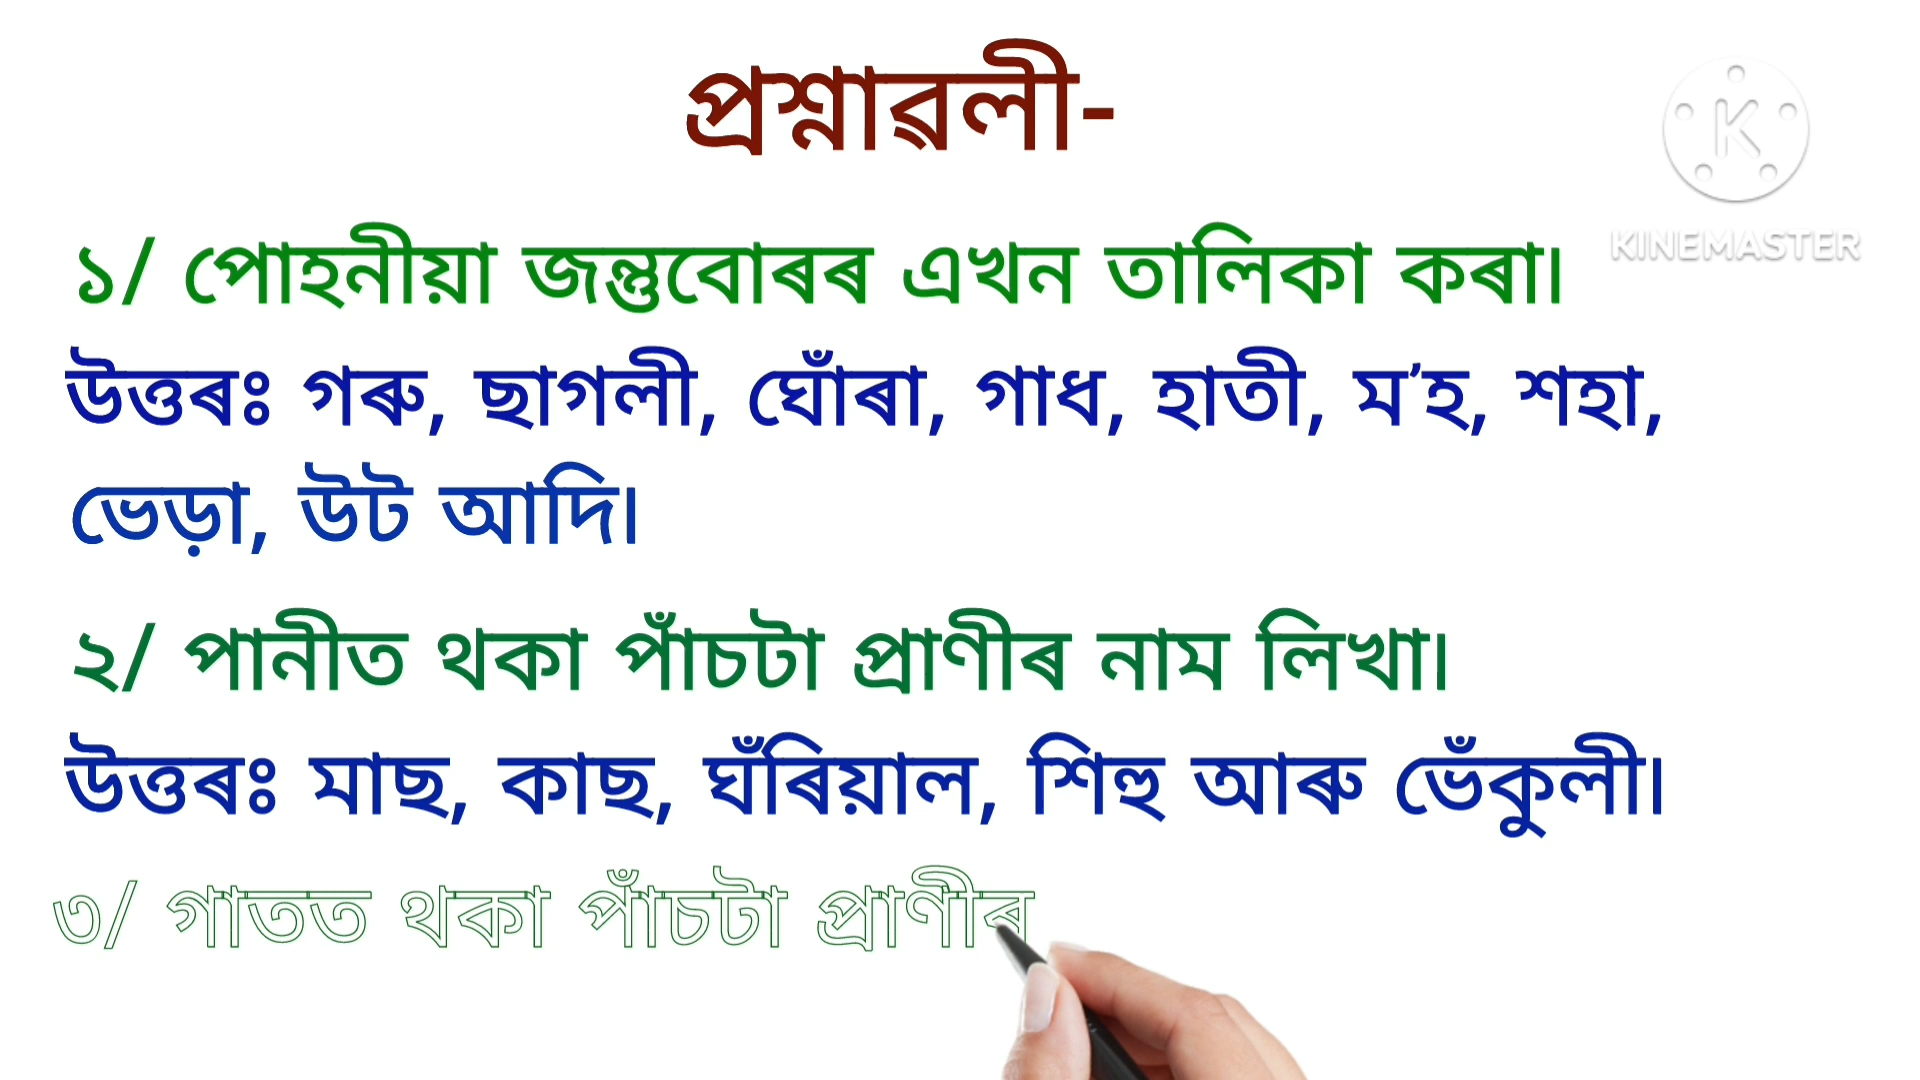 প্ৰশ্নাৱলী-
KINEMASTER
১/ পোহনীয়া জন্তুবোৰৰ এখন তালিকা কৰা।
উত্তৰঃ গৰু, ছাগলী, ঘোঁৰা, গাধ, হাতী, ম’হ, শহা,
ভেড়া, উট আদি।
২/ পানীত থকা পাঁচটা প্ৰাণীৰ নাম লিখা।
উত্তৰঃ মাছ, কাছ, ঘঁৰিয়াল, শিহু আৰু ভেঁকুলী।
৩/ গাতত থকা পাঁচটা প্ৰাণীৰ